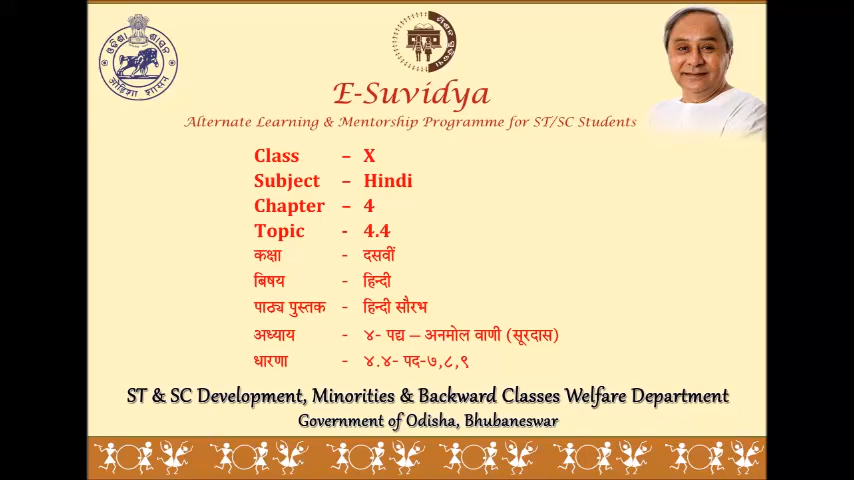 E-Suvidya
Alternate Learning & Mentorship Programme for ST/SC Students
Class – X
Subject – Hindi
Chapter – 4
Topic - 4.4
कक्षा - दसवीं
बिषय - हिन्दी
पाठ्य पुस्तक - हिन्दी सौरभ
अध्याय - ४- पद्य – अनमोल वाणी (सूरदास)
धारणा - ४.४- पद-७,८,९
ST & SC Development, Minorities & Backward Classes Welfare Department
Government of Odisha, Bhubaneswar